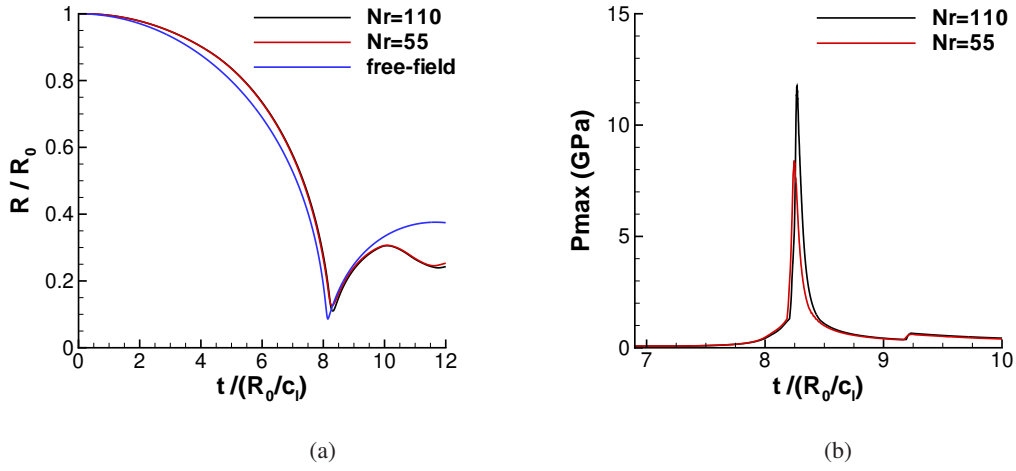 Nr=110
Nr=55
free-field
R / R0
1
0.8
0.6
0.4
0.2
0
0 2 4 6 8 10 12
t /(R0/cl)
(a)
Nr=110
Nr=55
Pmax (GPa)
15
10
5
0
7 8 9 10
t /(R0/cl)
(b)